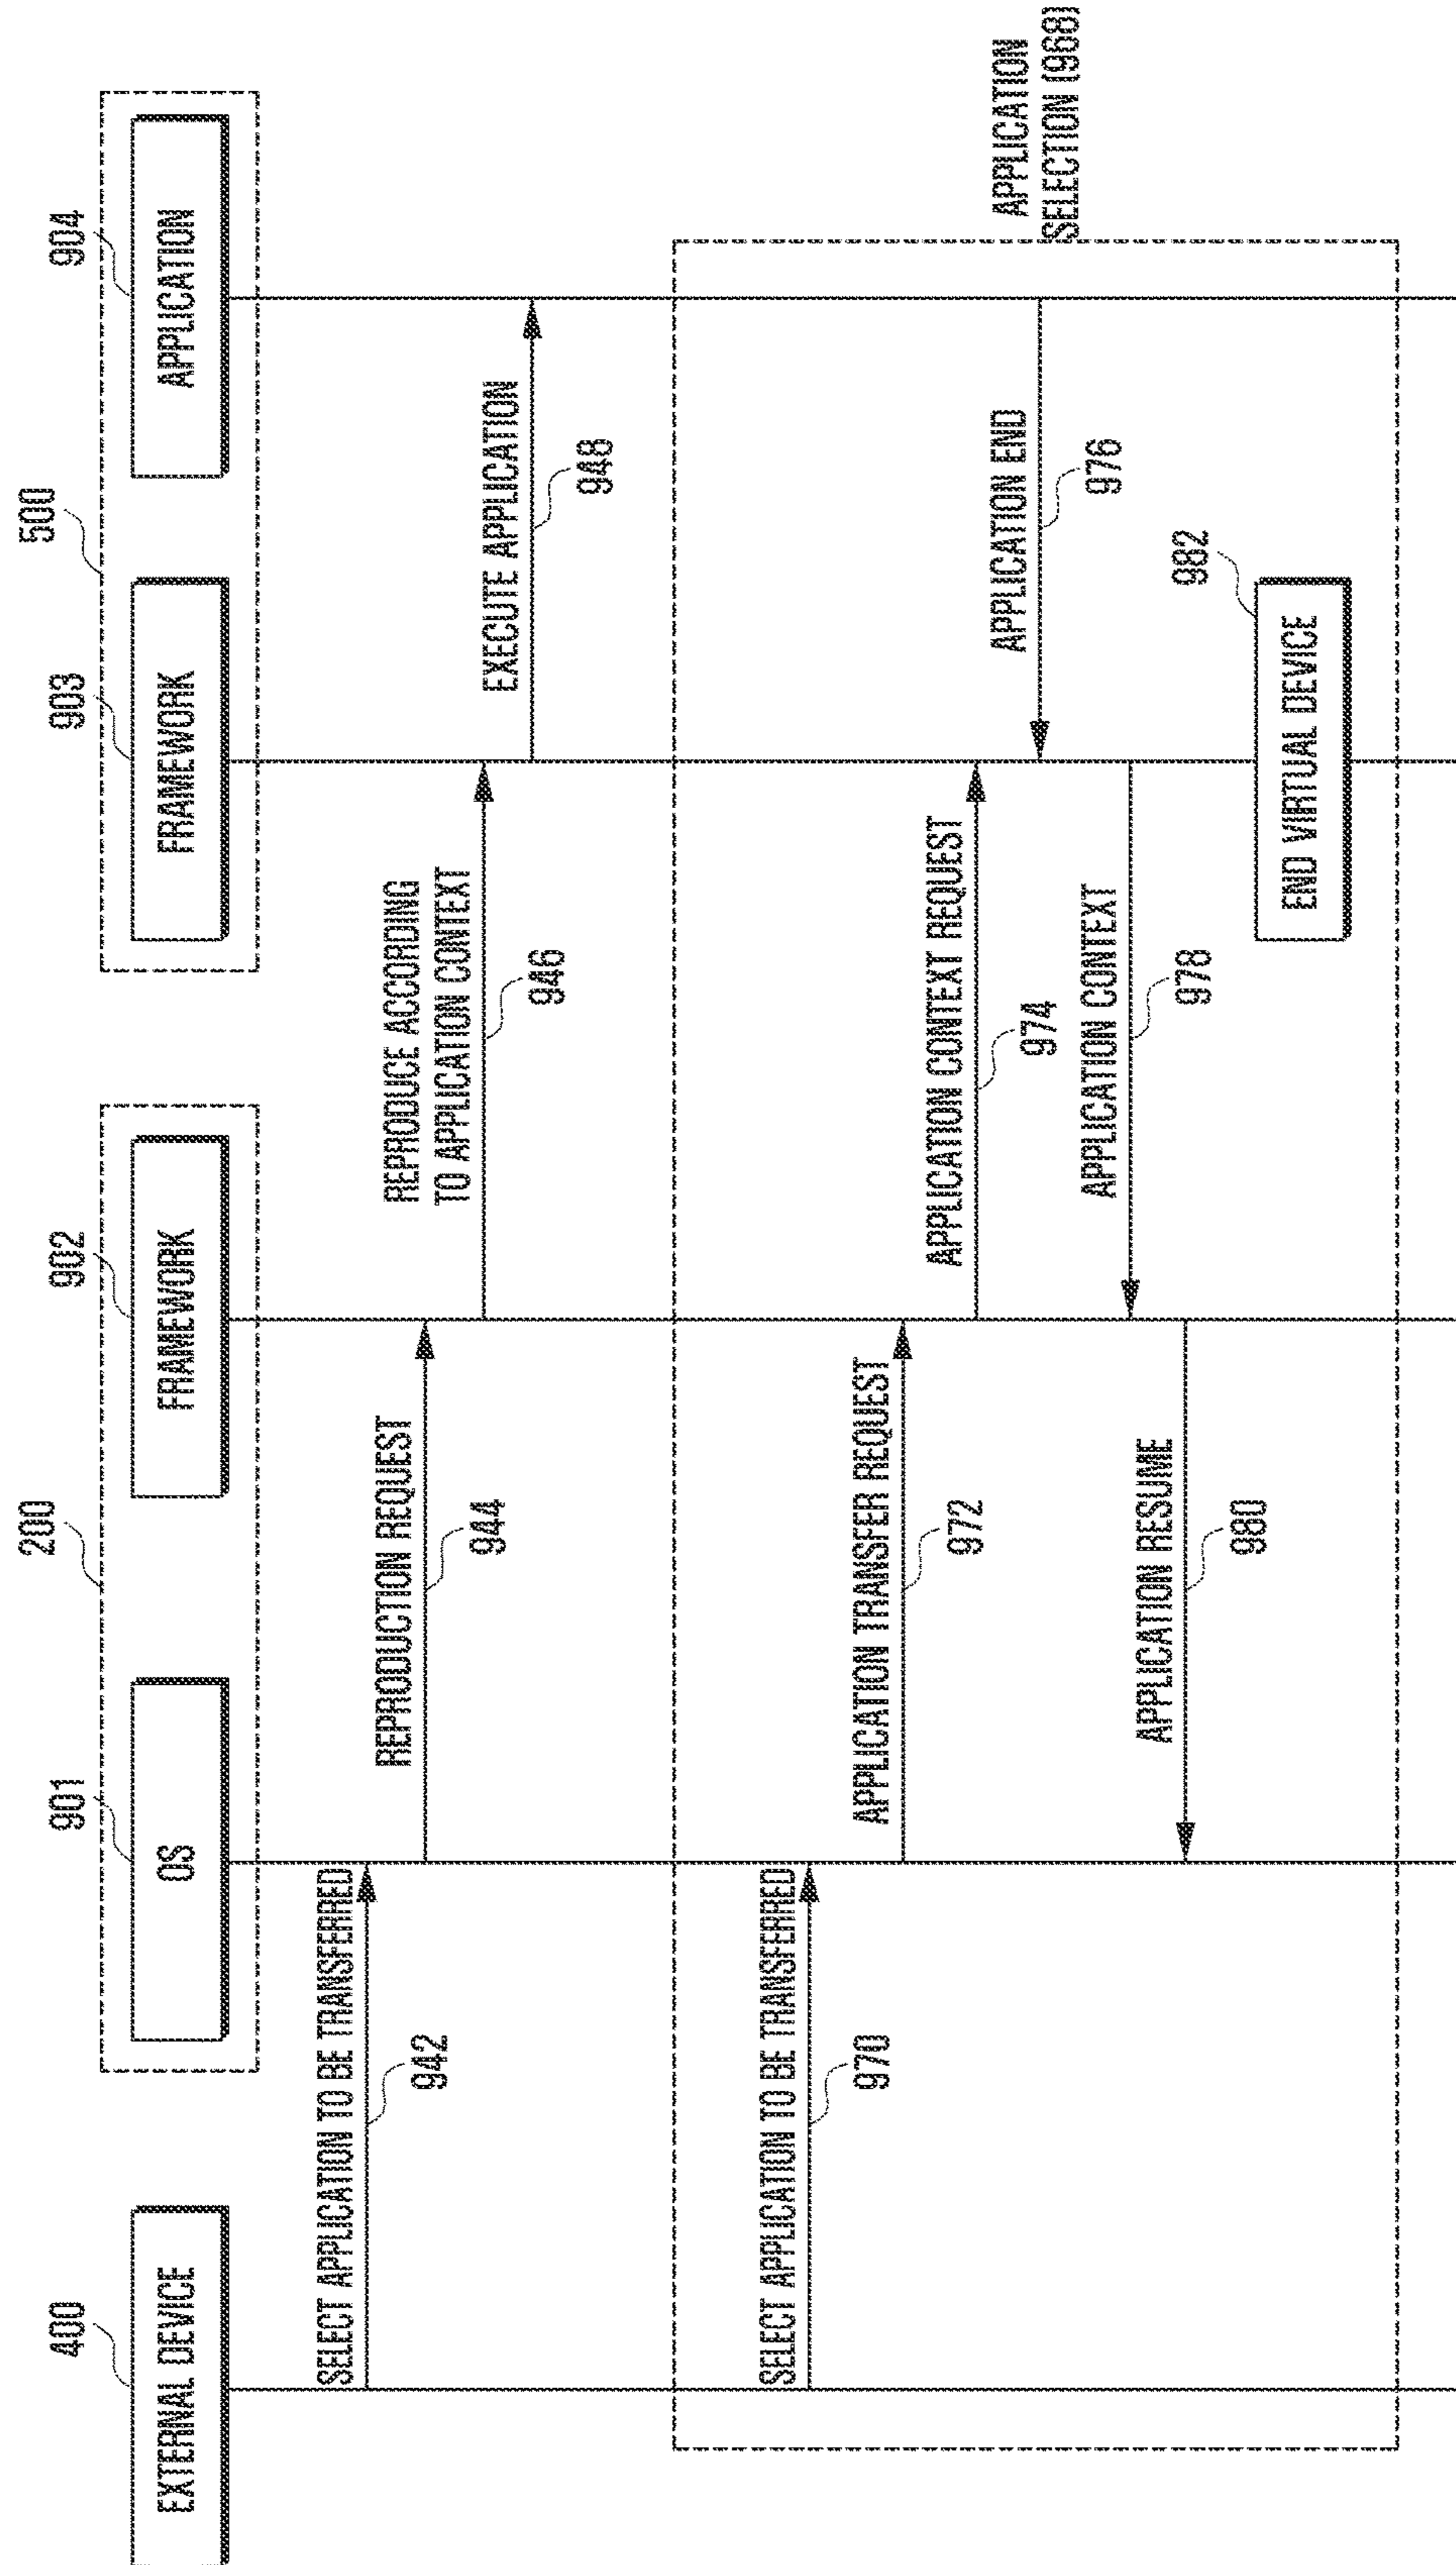 400
EXTERNAL DEVICE
200
901
OS
902
FRAMEWORK
500
903
FRAMEWORK
904
APPLICATION
SELECT APPLICATION TO BE TRANSFERRED
942
REPRODUCTION REQUEST
944
REPRODUCE ACCORDING
TO APPLICATION CONTEXT
946
EXECUTE APPLICATION
948
SELECT APPLICATION TO BE TRANSFERRED
970
APPLICATION TRANSFER REQUEST
972
APPLICATION CONTEXT REQUEST
974
APPLICATION
SELECTION (968)
APPLICATION END
976
APPLICATION CONTEXT
978
APPLICATION RESUME
980
982
END VIRTUAL DEVICE